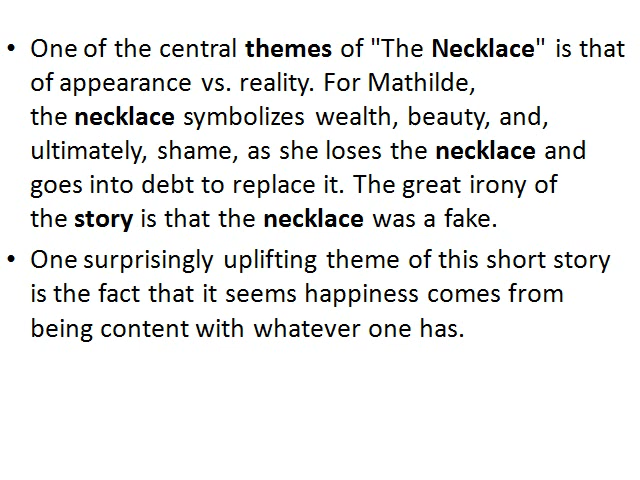 • One of the central themes of "The Necklace" is that
of appearance vs. reality. For Mathilde,
the necklace symbolizes wealth, beauty, and,
ultimately, shame, as she loses the necklace and
goes into debt to replace it. The great irony of
the story is that the necklace was a fake.
• One surprisingly uplifting theme of this short story
is the fact that it seems happiness comes from
being content with whatever one has.